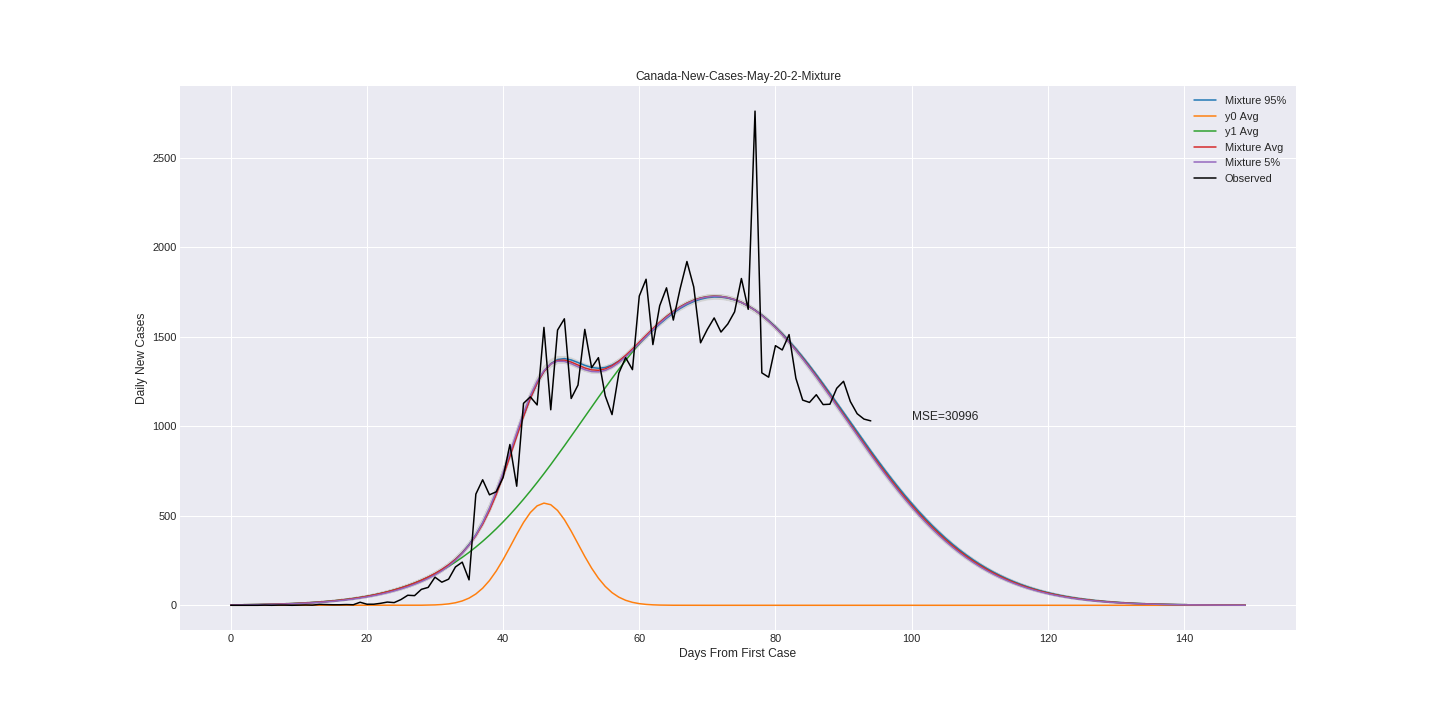 Canada-New-Cases-May-20-2-Mixture
Mixture 95%
y0 Avg
y1 Avg
Mixture Avg
Mixture 5%
Observed
Daily New Cases
2500
2000
1500
1000
500
0
MSE=30996
0 20 40 60 80 100 120 140
Days From First Case